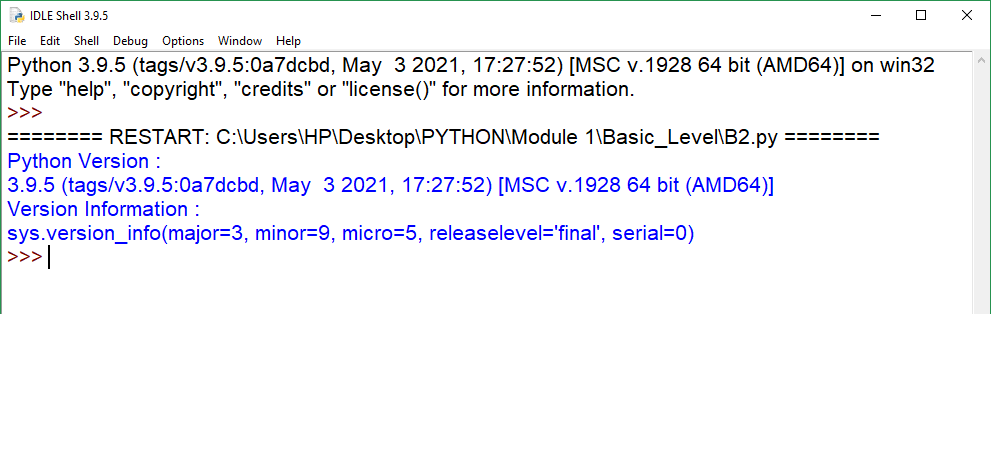 IDLE Shell 3.9.5
File Edit Shell Debug Options Window Help
Python 3.9.5 (tags/v3.9.5:0a7dcbd, May  3 2021, 17:27:52) [MSC v.1928 64 bit (AMD64)] on win32
Type "help", "copyright", "credits" or "license()" for more information.
>>>
======== RESTART: C:\Users\HP\Desktop\PYTHON\Module 1\Basic_Level\B2.py ========
Python Version :
3.9.5 (tags/v3.9.5:0a7dcbd, May  3 2021, 17:27:52) [MSC v.1928 64 bit (AMD64)]
Version Information :
sys.version_info(major=3, minor=9, micro=5, releaselevel='final', serial=0)
>>>